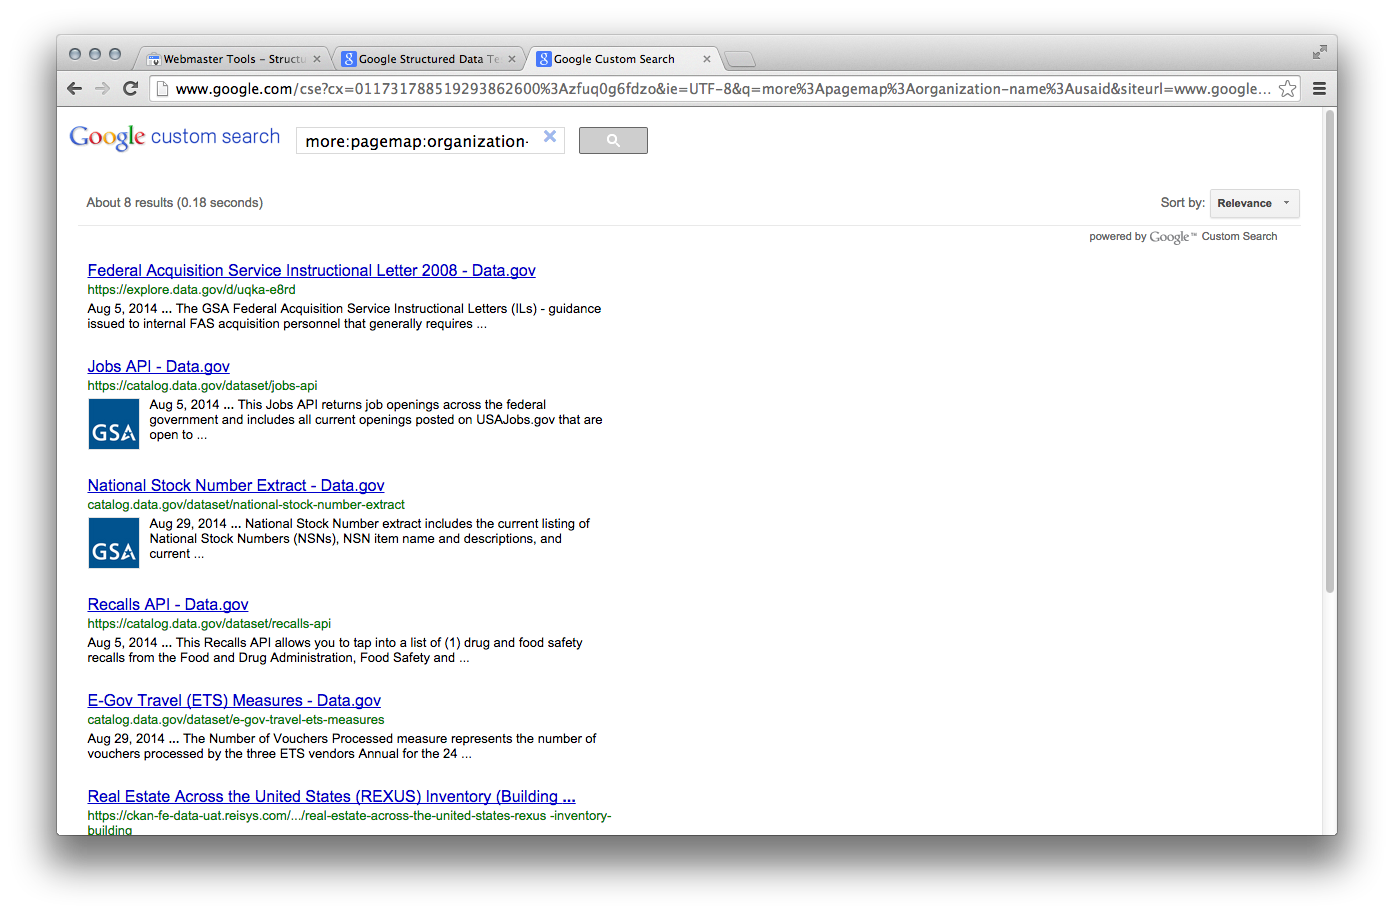 Webmaster Tools – Structu
Google Structured Data Te
Google Custom Search
www.google.com/cse?cx=011731788519293862600%3Azfuq0g6fdzo&ie=UTF-8&q=more%3Apagemap%3Aorganization-name%3Ausaid&siteurl=www.google...
Google custom search
more:pagemap:organization-
About 8 results (0.18 seconds)
Sort by: Relevance
powered by Google™ Custom Search
Federal Acquisition Service Instructional Letter 2008 - Data.gov
https://explore.data.gov/d/uqka-e8rd
Aug 5, 2014 ... The GSA Federal Acquisition Service Instructional Letters (ILs) - guidance
issued to internal FAS acquisition personnel that generally requires ...
Jobs API - Data.gov
https://catalog.data.gov/dataset/jobs-api
GSA
Aug 5, 2014 ... This Jobs API returns job openings across the federal
government and includes all current openings posted on USAJobs.gov that are
open to ...
National Stock Number Extract - Data.gov
catalog.data.gov/dataset/national-stock-number-extract
GSA
Aug 29, 2014 ... National Stock Number extract includes the current listing of
National Stock Numbers (NSNs), NSN item name and descriptions, and
current ...
Recalls API - Data.gov
https://catalog.data.gov/dataset/recalls-api
Aug 5, 2014 ... This Recalls API allows you to tap into a list of (1) drug and food safety
recalls from the Food and Drug Administration, Food Safety and ...
E-Gov Travel (ETS) Measures - Data.gov
catalog.data.gov/dataset/e-gov-travel-ets-measures
Aug 29, 2014 ... The Number of Vouchers Processed measure represents the number of
vouchers processed by the three ETS vendors Annual for the 24 ...
Real Estate Across the United States (REXUS) Inventory (Building ...
https://ckan-fe-data-uat.reisys.com/.../real-estate-across-the-united-states-rexus -inventory-
building